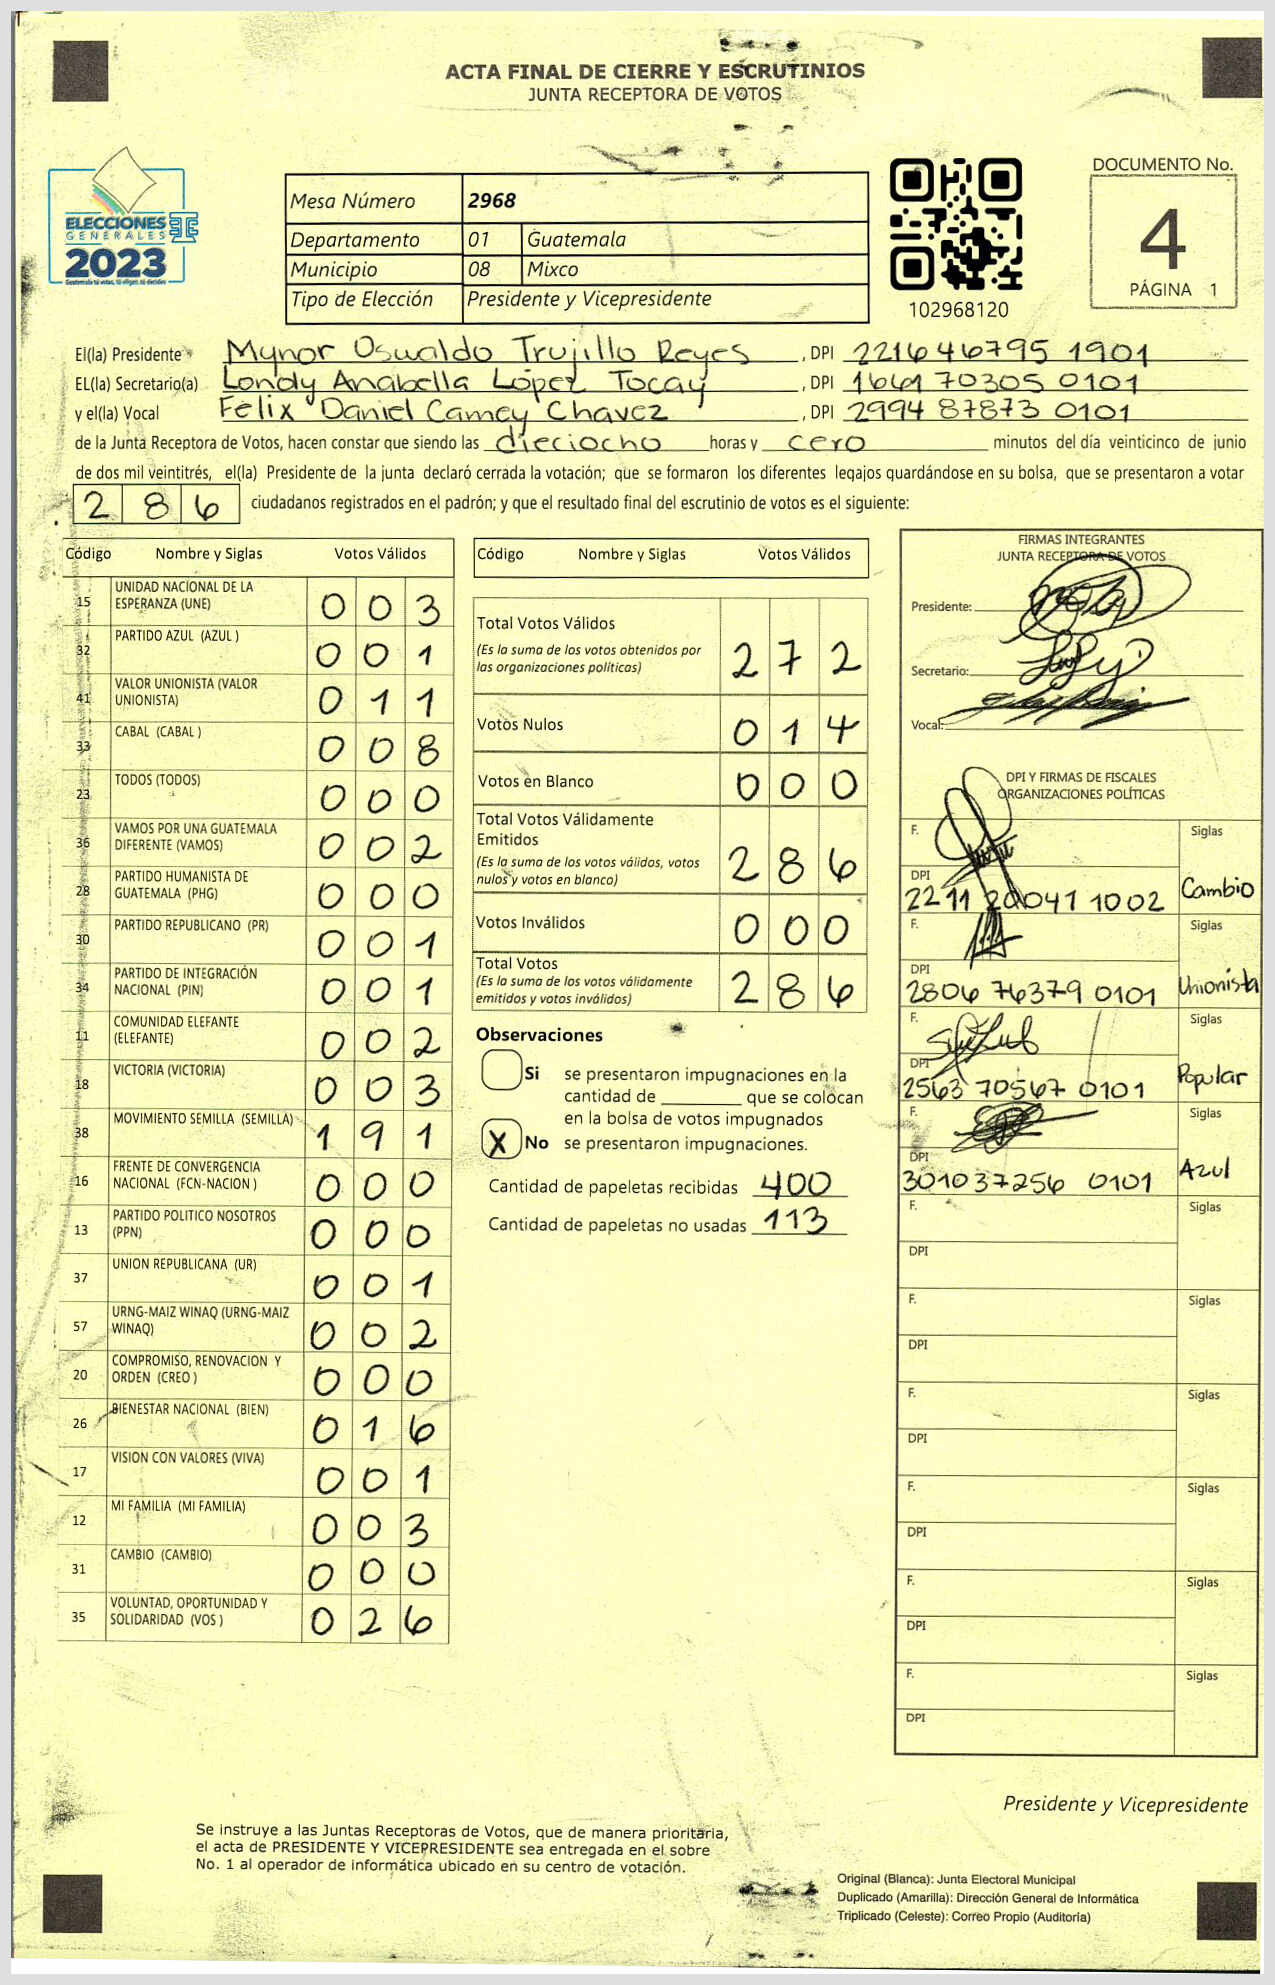 ACTA FINAL DE CIERRE Y ESCRUTINIOS
JUNTA RECEPTORA DE VOTOS
ELECCIONES
GENERALES
2023
Guatemala tú votas, tú eliges, tú decides
Mesa Número 2968
Departamento 01 Guatemala
Municipio 08 Mixco
Tipo de Elección Presidente y Vicepresidente
102968120
DOCUMENTO No.
4
PÁGINA 1
El(la) Presidente Mynor Oswaldo Trujillo Reyes , DPI 2216 46795 1901
EL(la) Secretario(a) Londy Anabella López Tocay , DPI 1661 70305 0101
y el(la) Vocal Felix Daniel Camey Chavez , DPI 2994 87873 0101
de la Junta Receptora de Votos, hacen constar que siendo las dieciocho horas y cero minutos del día veinticinco de junio
de dos mil veintitrés, el(la) Presidente de la junta declaró cerrada la votación; que se formaron los diferentes legajos guardándose en su bolsa, que se presentaron a votar
2 8 6 ciudadanos registrados en el padrón; y que el resultado final del escrutinio de votos es el siguiente:
Código Nombre y Siglas Votos Válidos
15 UNIDAD NACIONAL DE LA ESPERANZA (UNE) 0 0 3
32 PARTIDO AZUL (AZUL ) 0 0 1
41 VALOR UNIONISTA (VALOR UNIONISTA) 0 1 1
33 CABAL (CABAL ) 0 0 8
23 TODOS (TODOS) 0 0 0
36 VAMOS POR UNA GUATEMALA DIFERENTE (VAMOS) 0 0 2
28 PARTIDO HUMANISTA DE GUATEMALA (PHG) 0 0 0
30 PARTIDO REPUBLICANO (PR) 0 0 1
34 PARTIDO DE INTEGRACIÓN NACIONAL (PIN) 0 0 1
11 COMUNIDAD ELEFANTE (ELEFANTE) 0 0 2
18 VICTORIA (VICTORIA) 0 0 3
38 MOVIMIENTO SEMILLA (SEMILLA) 1 9 1
16 FRENTE DE CONVERGENCIA NACIONAL (FCN-NACION ) 0 0 0
13 PARTIDO POLITICO NOSOTROS (PPN) 0 0 0
37 UNION REPUBLICANA (UR) 0 0 1
57 URNG-MAIZ WINAQ (URNG-MAIZ WINAQ) 0 0 2
20 COMPROMISO, RENOVACION Y ORDEN (CREO ) 0 0 0
26 BIENESTAR NACIONAL (BIEN) 0 1 6
17 VISION CON VALORES (VIVA) 0 0 1
12 MI FAMILIA (MI FAMILIA) 0 0 3
31 CAMBIO (CAMBIO) 0 0 0
35 VOLUNTAD, OPORTUNIDAD Y SOLIDARIDAD (VOS ) 0 2 6
Código Nombre y Siglas Votos Válidos
Total Votos Válidos 2 7 2
(Es la suma de los votos obtenidos por
las organizaciones políticas)
Votos Nulos 0 1 4
Votos en Blanco 0 0 0
Total Votos Válidamente
Emitidos 2 8 6
(Es la suma de los votos válidos, votos
nulos y votos en blanco)
Votos Inválidos 0 0 0
Total Votos 2 8 6
(Es la suma de los votos válidamente
emitidos y votos inválidos)
Observaciones
Si se presentaron impugnaciones en la
cantidad de ________ que se colocan
en la bolsa de votos impugnados
X No se presentaron impugnaciones.
Cantidad de papeletas recibidas 400
Cantidad de papeletas no usadas 113
FIRMAS INTEGRANTES
JUNTA RECEPTORA DE VOTOS
Presidente:
Secretario:
Vocal:
DPI Y FIRMAS DE FISCALES
ORGANIZACIONES POLÍTICAS
F. Siglas
DPI 2211 20041 1002 Cambio
F. Siglas
DPI 2806 76379 0101 Unionista
F. Siglas
DPI 2563 70567 0101 Popular
F. Siglas
DPI 301037256 0101 Azul
F. Siglas
DPI
F. Siglas
DPI
F. Siglas
DPI
F. Siglas
DPI
F. Siglas
DPI
F. Siglas
DPI
Presidente y Vicepresidente
Se instruye a las Juntas Receptoras de Votos, que de manera prioritaria,
el acta de PRESIDENTE Y VICEPRESIDENTE sea entregada en el sobre
No. 1 al operador de informática ubicado en su centro de votación.
Original (Blanca): Junta Electoral Municipal
Duplicado (Amarilla): Dirección General de Informática
Triplicado (Celeste): Correo Propio (Auditoría)